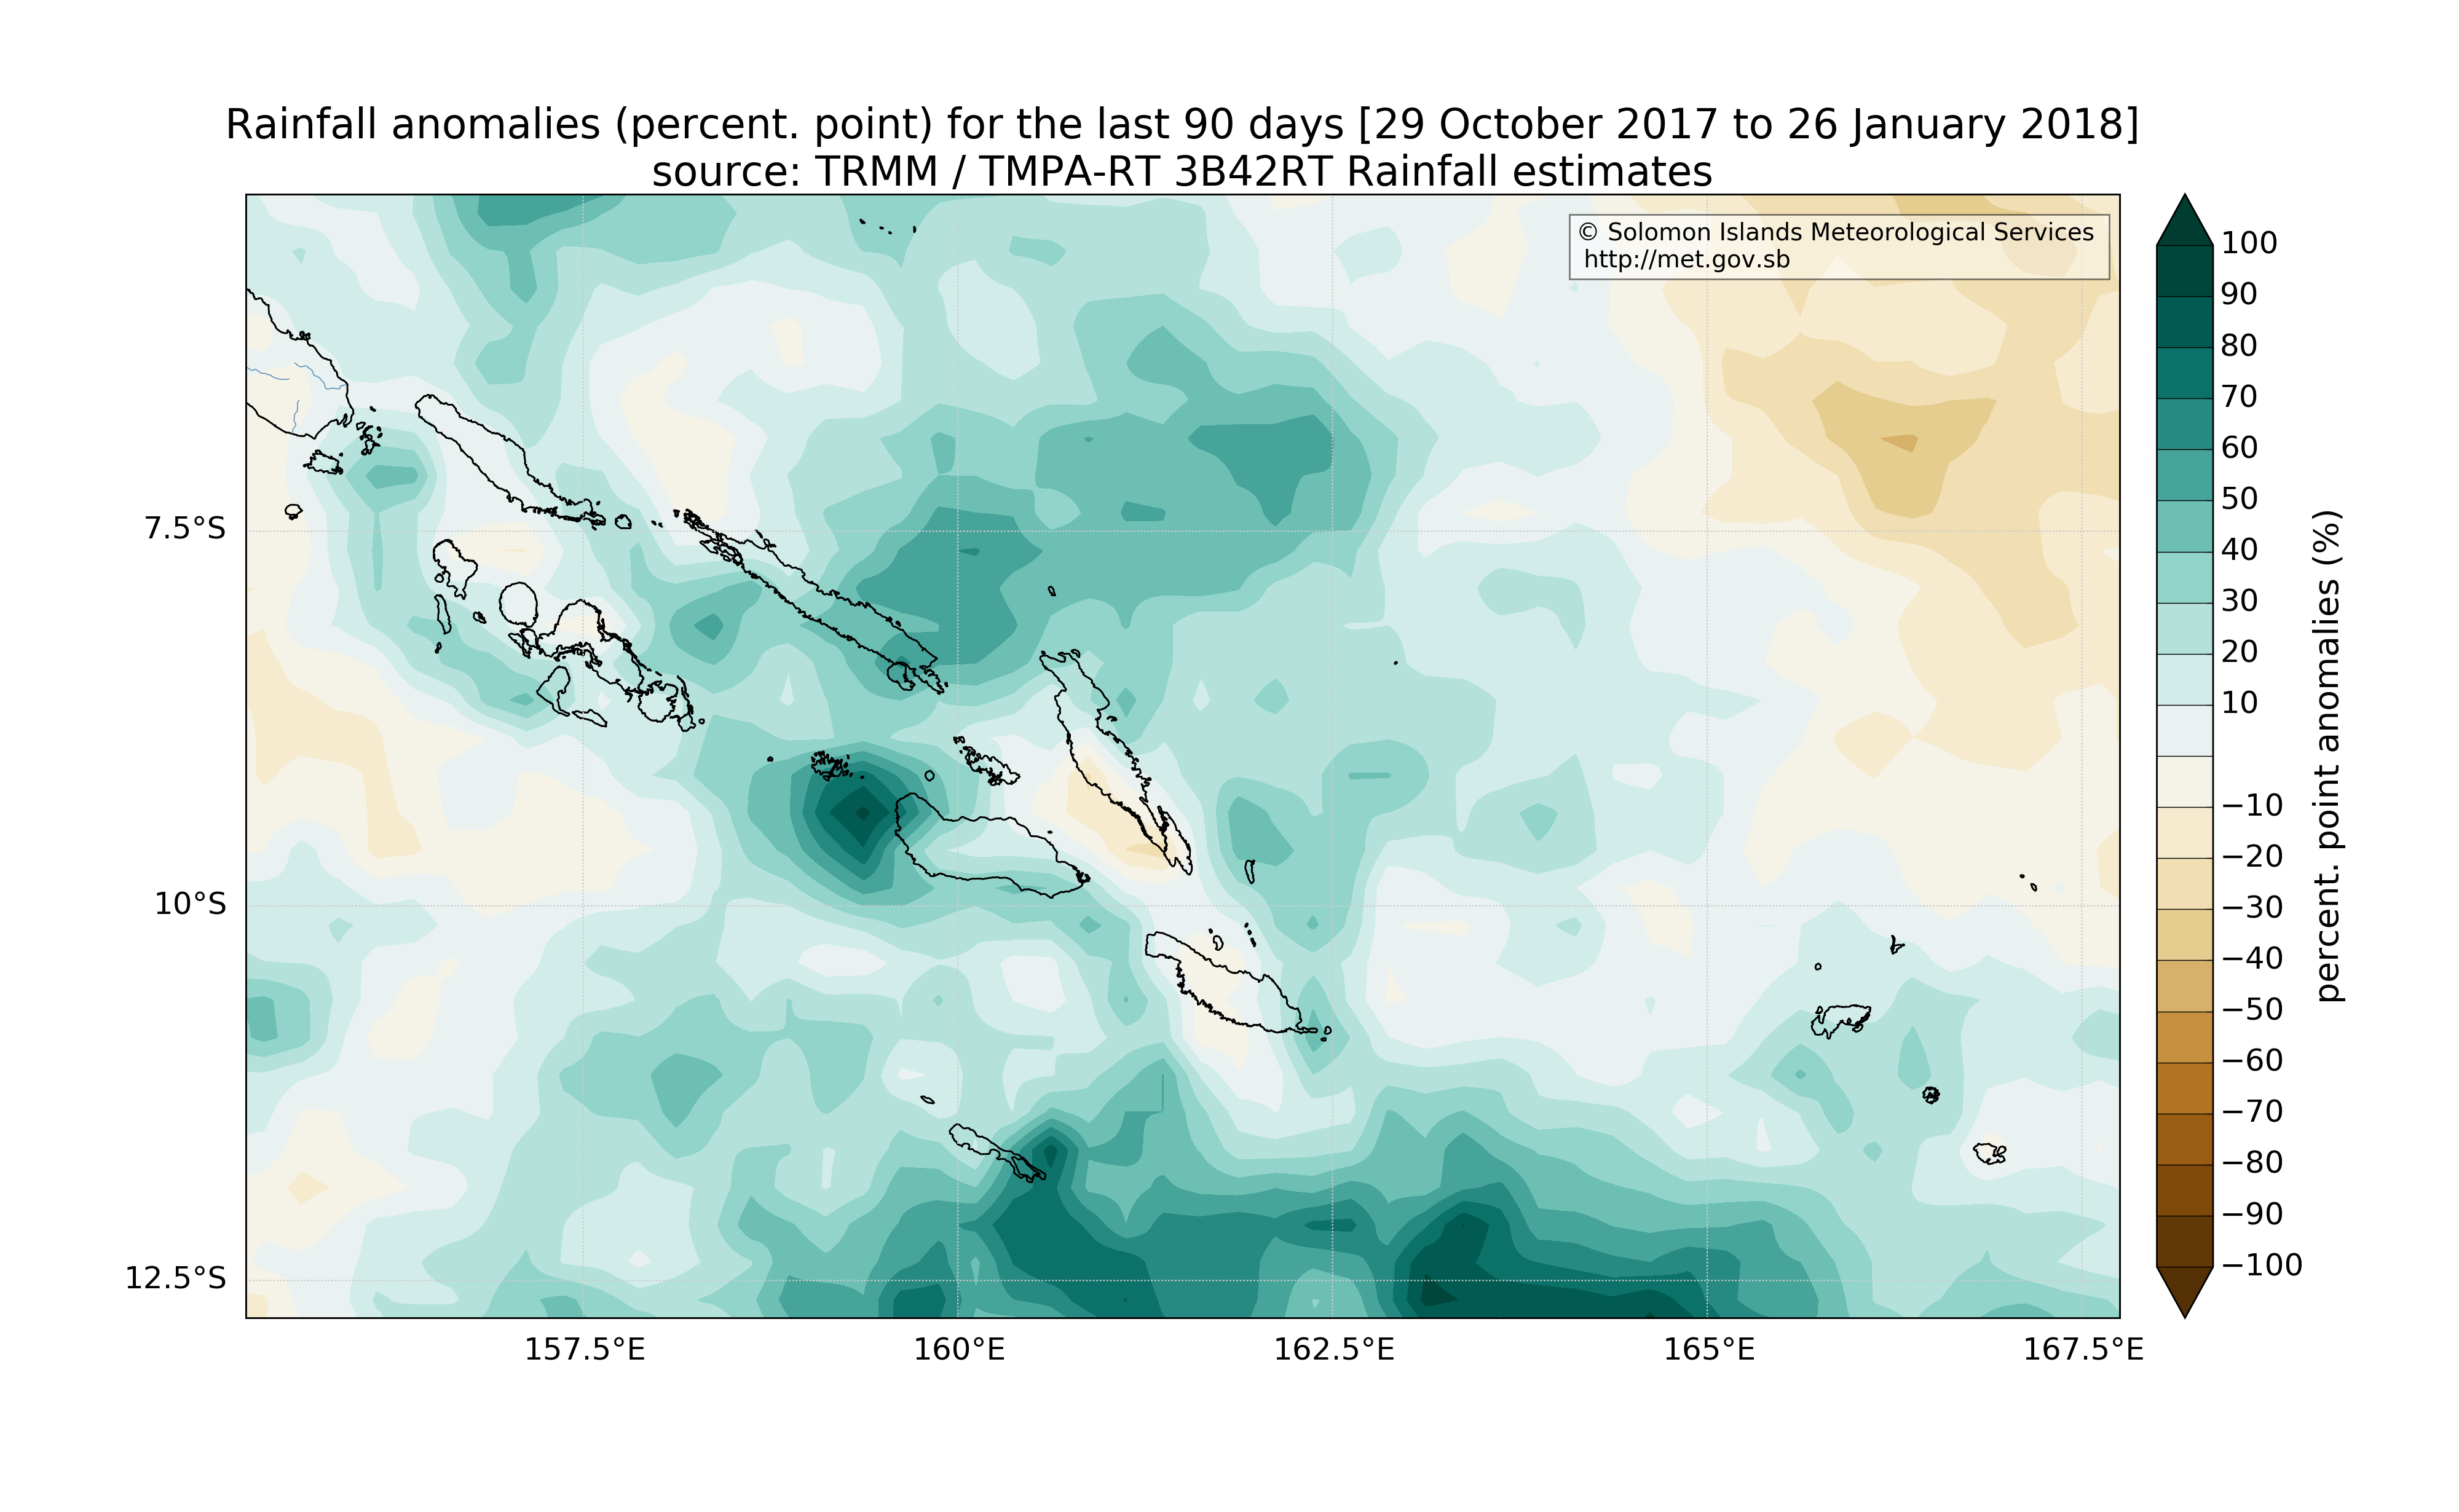 Rainfall anomalies (percent. point) for the last 90 days [29 October 2017 to 26 January 2018]
source: TRMM / TMPA-RT 3B42RT Rainfall estimates
© Solomon Islands Meteorological Services
http://met.gov.sb
7.5°S
10°S
12.5°S
157.5°E
160°E
162.5°E
165°E
167.5°E
100
90
80
70
60
50
40
30
20
10
−10
−20
−30
−40
−50
−60
−70
−80
−90
−100
percent. point anomalies (%)